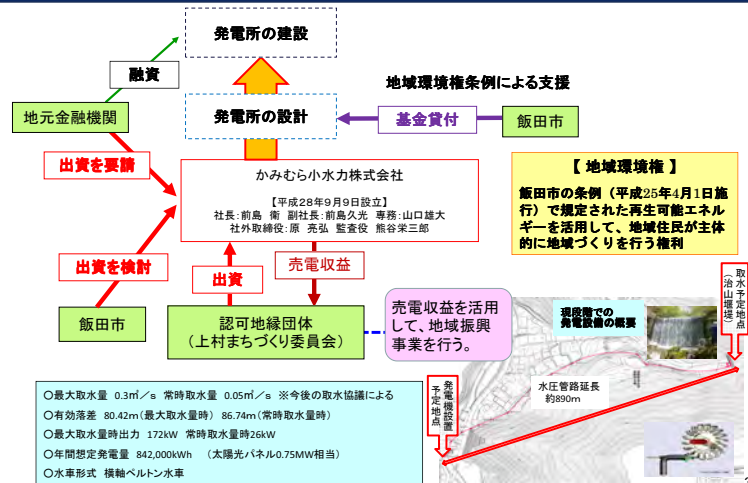 発電所の建設
融資
地域環境権条例による支援
地元金融機関
発電所の設計
基金貸付
飯田市
出資を要請
かみむら小水力株式会社
【平成28年9月9日設立】
社長:前島 衛 副社長:前島久光 専務:山口雄大
社外取締役:原 亮弘 監査役 熊谷栄三郎
【 地域環境権 】
飯田市の条例（平成25年4月1日施
行）で規定された再生可能エネル
ギーを活用して、地域住民が主体
的に地域づくりを行う権利
出資を検討
出資
売電収益
飯田市
認可地縁団体
（上村まちづくり委員会）
売電収益を活用
して、地域振興
事業を行う。
現段階での
発電設備の概要
取水予定地点
（治山堰堤）
水圧管路延長
約890m
発電機設置
予定地点
○最大取水量 0.3㎥／s 常時取水量 0.05㎥／s ※今後の取水協議による
○有効落差 80.42m（最大取水量時） 86.74m（常時取水量時）
○最大取水量時出力 172kW 常時取水量時26kW
○年間想定発電量 842,000kWh （太陽光パネル0.75MW相当）
○水車形式 横軸ペルトン水車